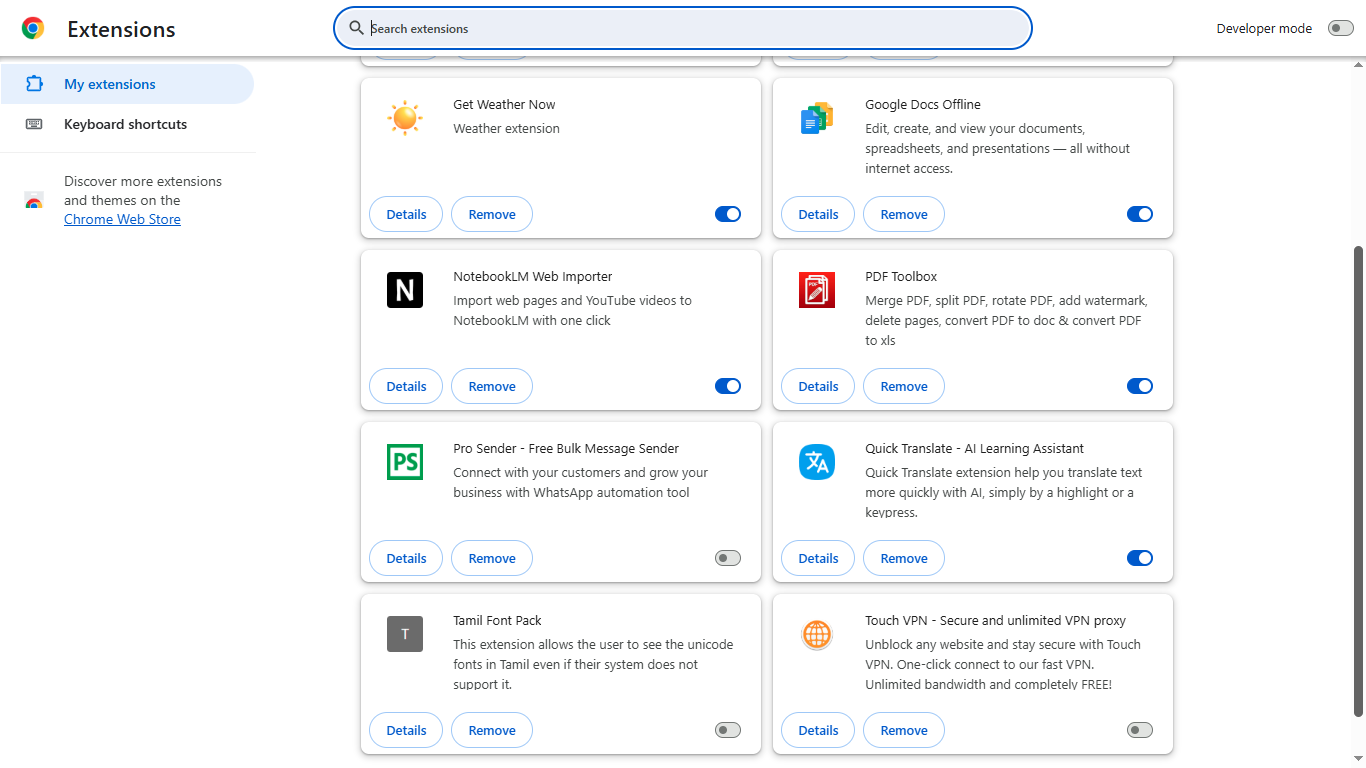 Extensions
Search extensions
Developer mode
My extensions
Keyboard shortcuts
Discover more extensions
and themes on the
Chrome Web Store
Get Weather Now
Weather extension
Details
Remove
Google Docs Offline
Edit, create, and view your documents,
spreadsheets, and presentations — all without
internet access.
Details
Remove
N
NotebookLM Web Importer
Import web pages and YouTube videos to
NotebookLM with one click
Details
Remove
PDF
PDF Toolbox
Merge PDF, split PDF, rotate PDF, add watermark,
delete pages, convert PDF to doc & convert PDF
to xls
Details
Remove
PS
Pro Sender - Free Bulk Message Sender
Connect with your customers and grow your
business with WhatsApp automation tool
Details
Remove
文A
Quick Translate - AI Learning Assistant
Quick Translate extension help you translate text
more quickly with AI, simply by a highlight or a
keypress.
Details
Remove
T
Tamil Font Pack
This extension allows the user to see the unicode
fonts in Tamil even if their system does not
support it.
Details
Remove
Touch VPN - Secure and unlimited VPN proxy
Unblock any website and stay secure with Touch
VPN. One-click connect to our fast VPN.
Unlimited bandwidth and completely FREE!
Details
Remove